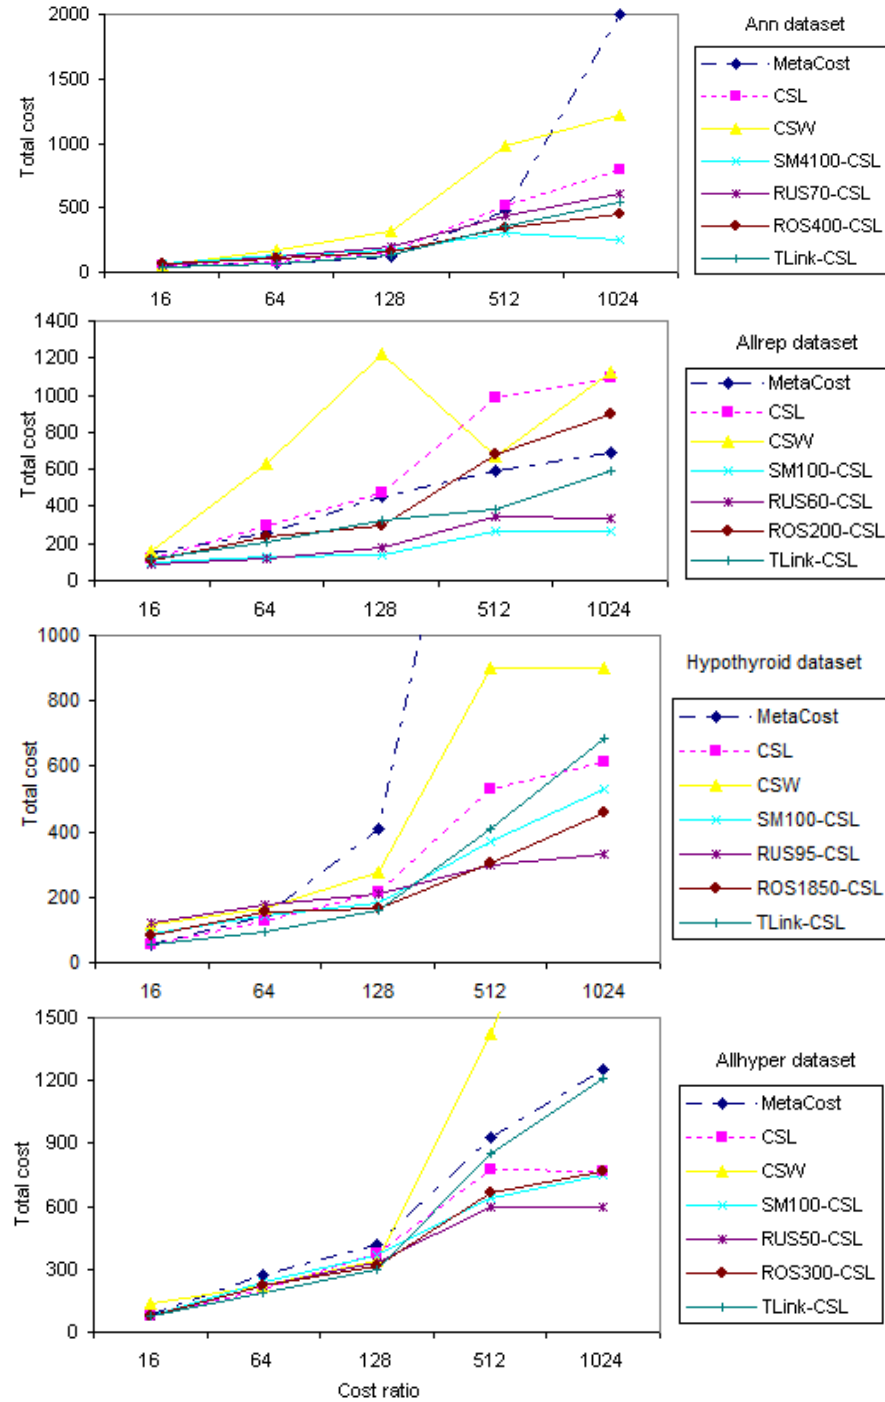 Ann dataset
2000
1500
1000
500
0
Total cost
16 64 128 512 1024
MetaCost
CSL
CSW
SM4100-CSL
RUS70-CSL
ROS400-CSL
TLink-CSL
Allrep dataset
1400
1200
1000
800
600
400
200
0
Total cost
16 64 128 512 1024
MetaCost
CSL
CSW
SM100-CSL
RUS60-CSL
ROS200-CSL
TLink-CSL
Hypothyroid dataset
1000
800
600
400
200
0
Total cost
16 64 128 512 1024
MetaCost
CSL
CSW
SM100-CSL
RUS95-CSL
ROS1850-CSL
TLink-CSL
Allhyper dataset
1500
1200
900
600
300
0
Total cost
16 64 128 512 1024
Cost ratio
MetaCost
CSL
CSW
SM100-CSL
RUS50-CSL
ROS300-CSL
TLink-CSL